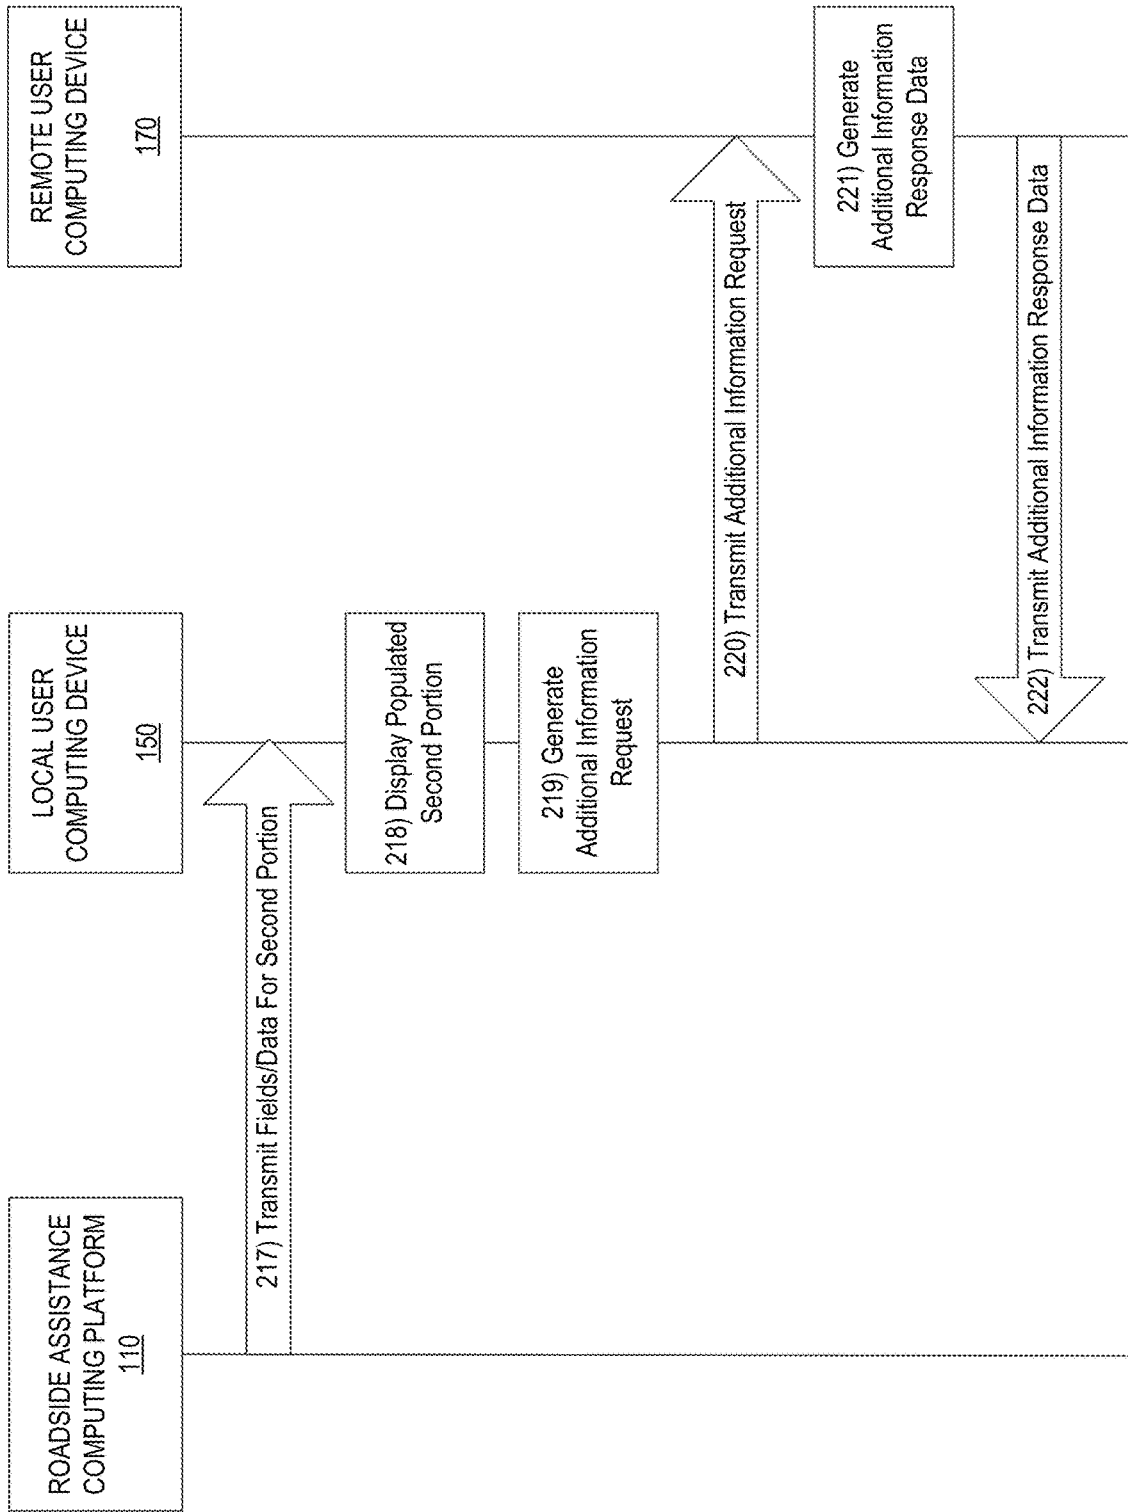 ROADSIDE ASSISTANCE
COMPUTING PLATFORM
110
LOCAL USER
COMPUTING DEVICE
150
REMOTE USER
COMPUTING DEVICE
170
217) Transmit Fields/Data For Second Portion
218) Display Populated
Second Portion
219) Generate
Additional Information
Request
220) Transmit Additional Information Request
221) Generate
Additional Information
Response Data
222) Transmit Additional Information Response Data